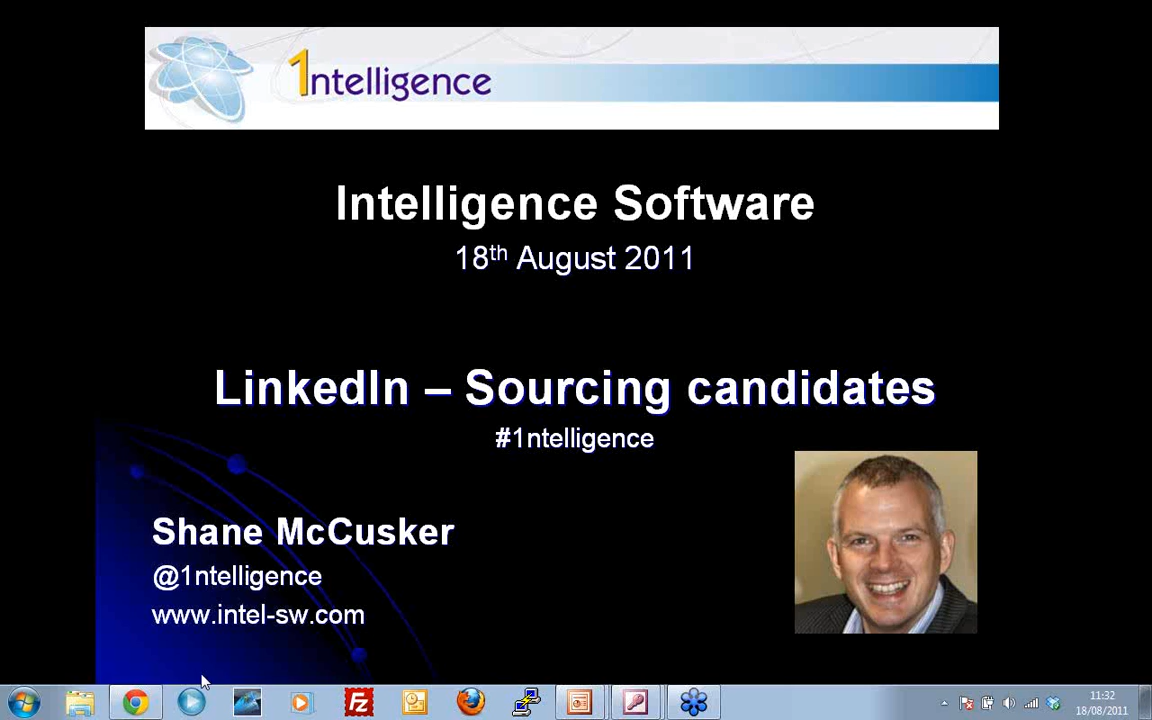 1ntelligence
Intelligence Software
18th August 2011
LinkedIn – Sourcing candidates
#1ntelligence
Shane McCusker
@1ntelligence
www.intel-sw.com
Fz
11:32
18/08/2011